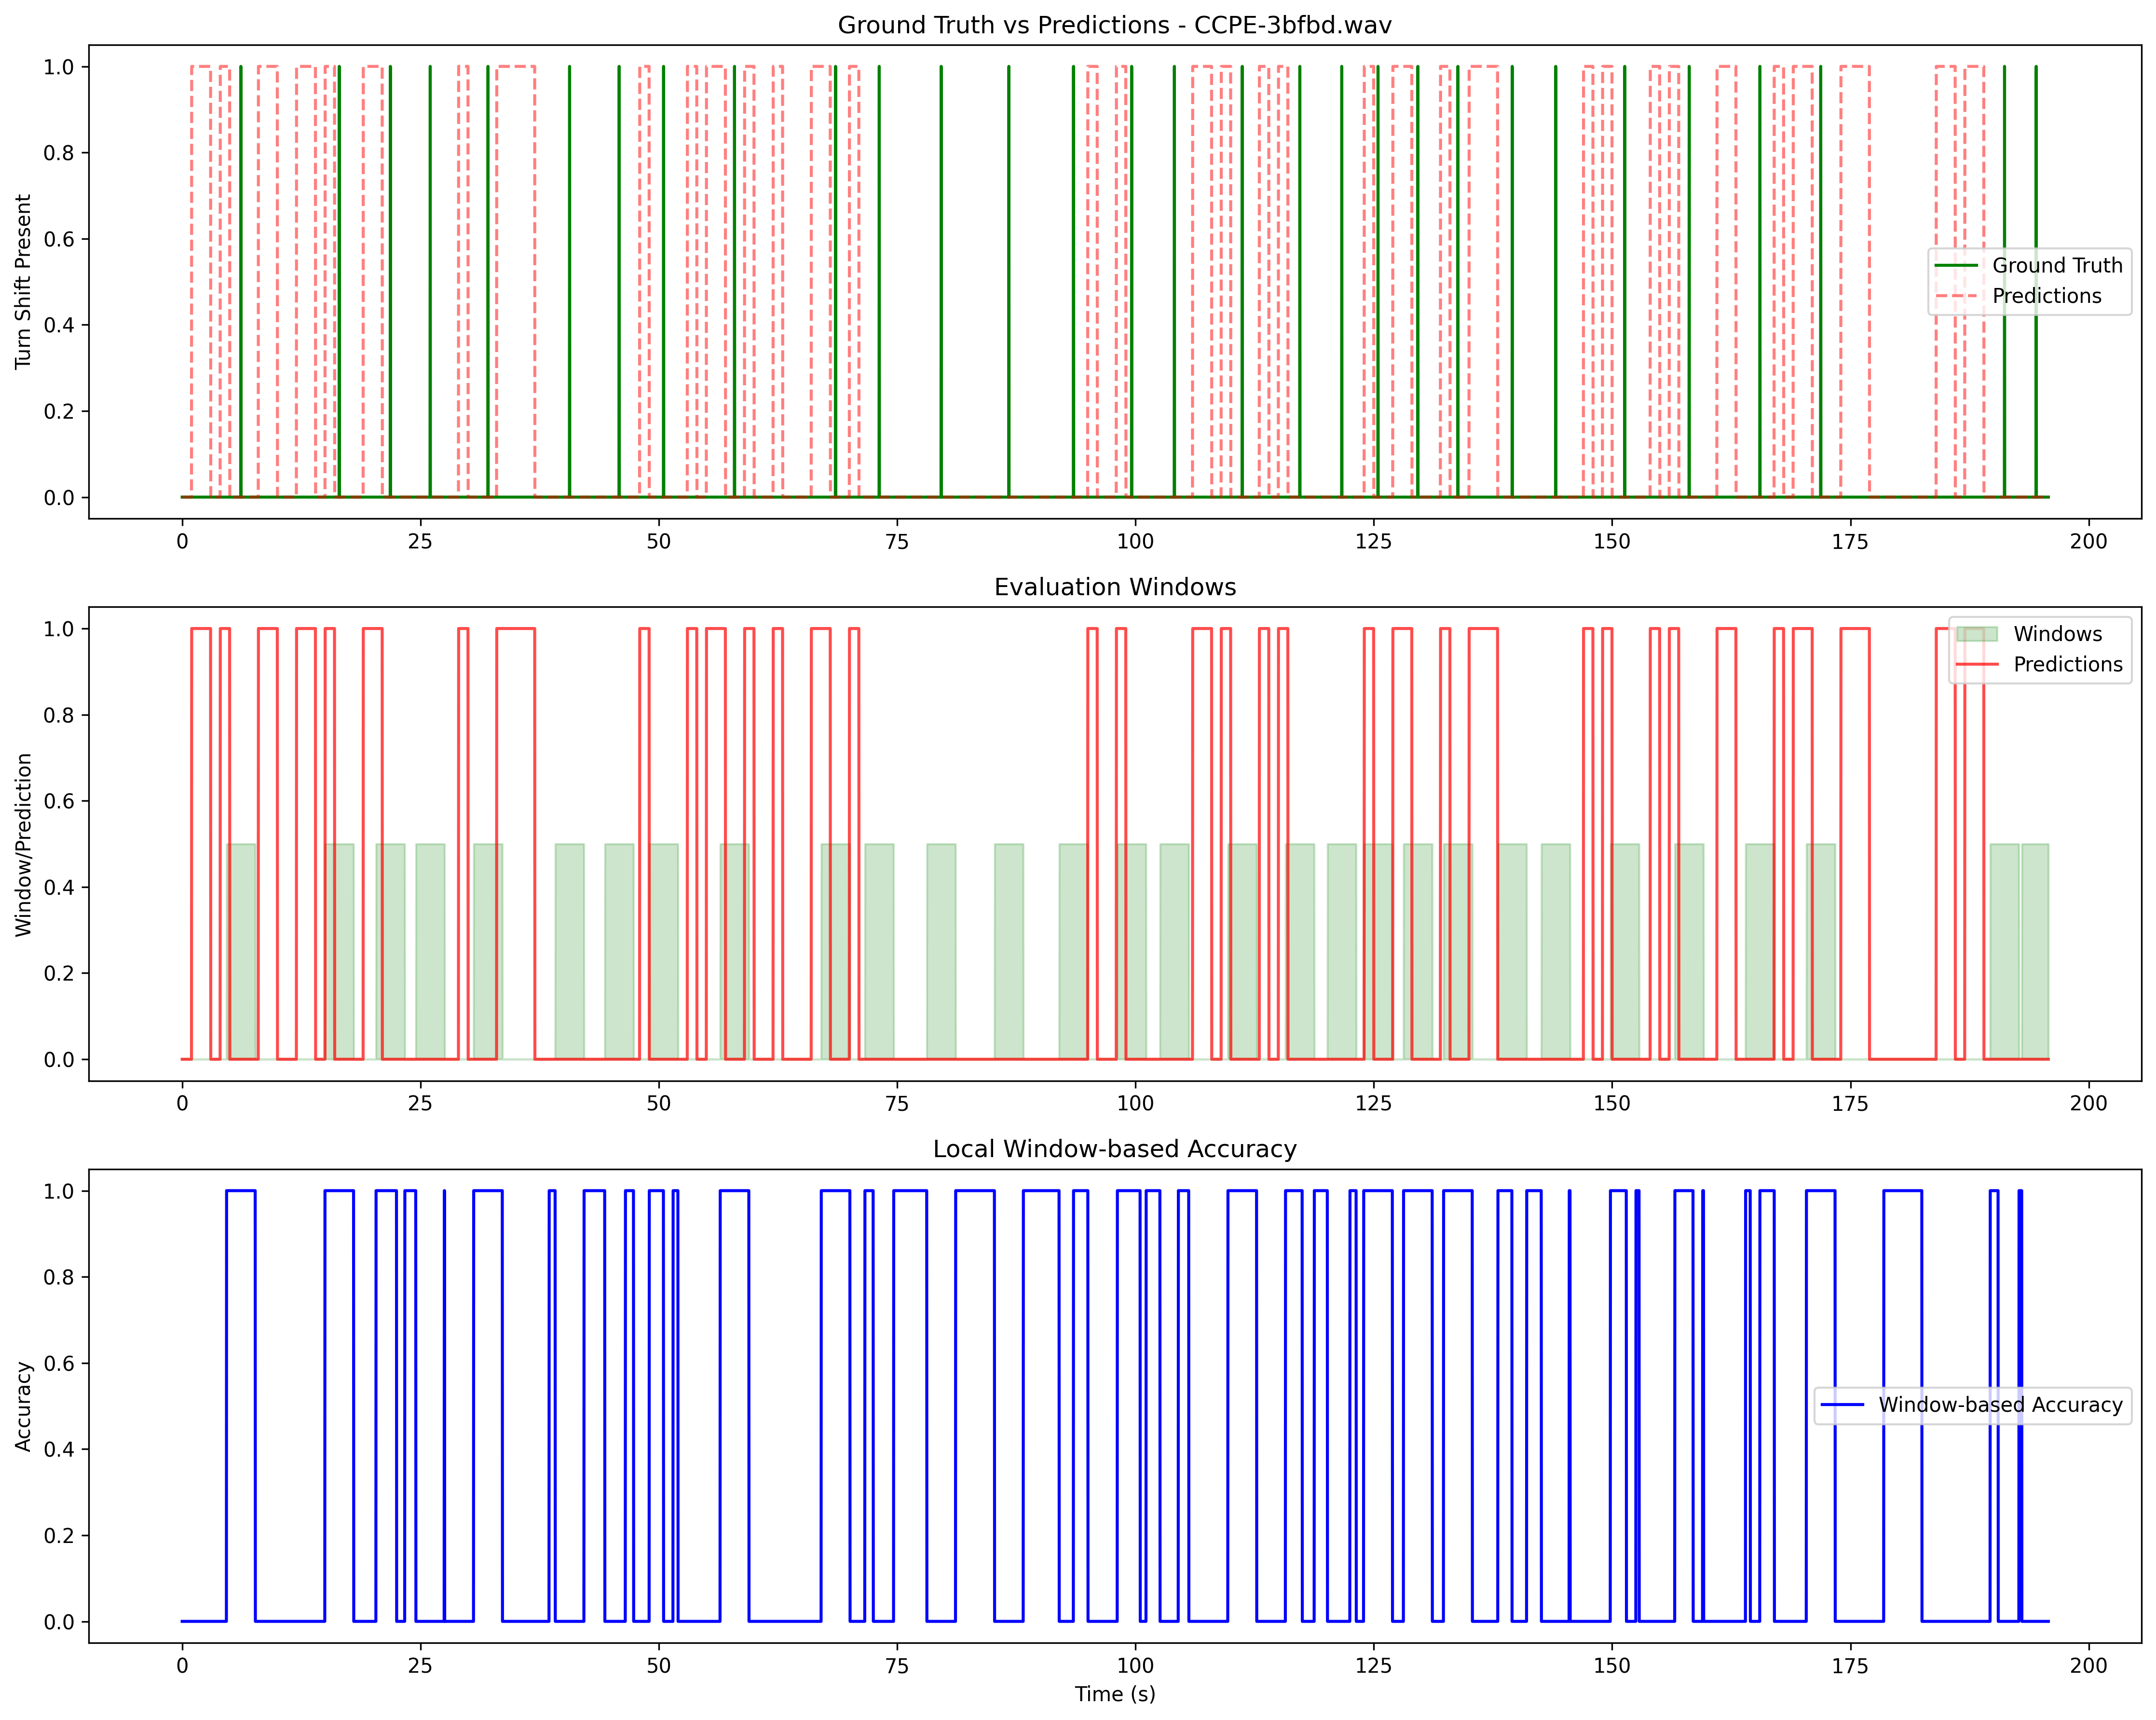 Ground Truth vs Predictions - CCPE-3bfbd.wav
Turn Shift Present
1.0
0.8
0.6
0.4
0.2
0.0
Ground Truth
Predictions
0 25 50 75 100 125 150 175 200
Evaluation Windows
Window/Prediction
1.0
0.8
0.6
0.4
0.2
0.0
Windows
Predictions
0 25 50 75 100 125 150 175 200
Local Window-based Accuracy
Accuracy
1.0
0.8
0.6
0.4
0.2
0.0
Window-based Accuracy
0 25 50 75 100 125 150 175 200
Time (s)